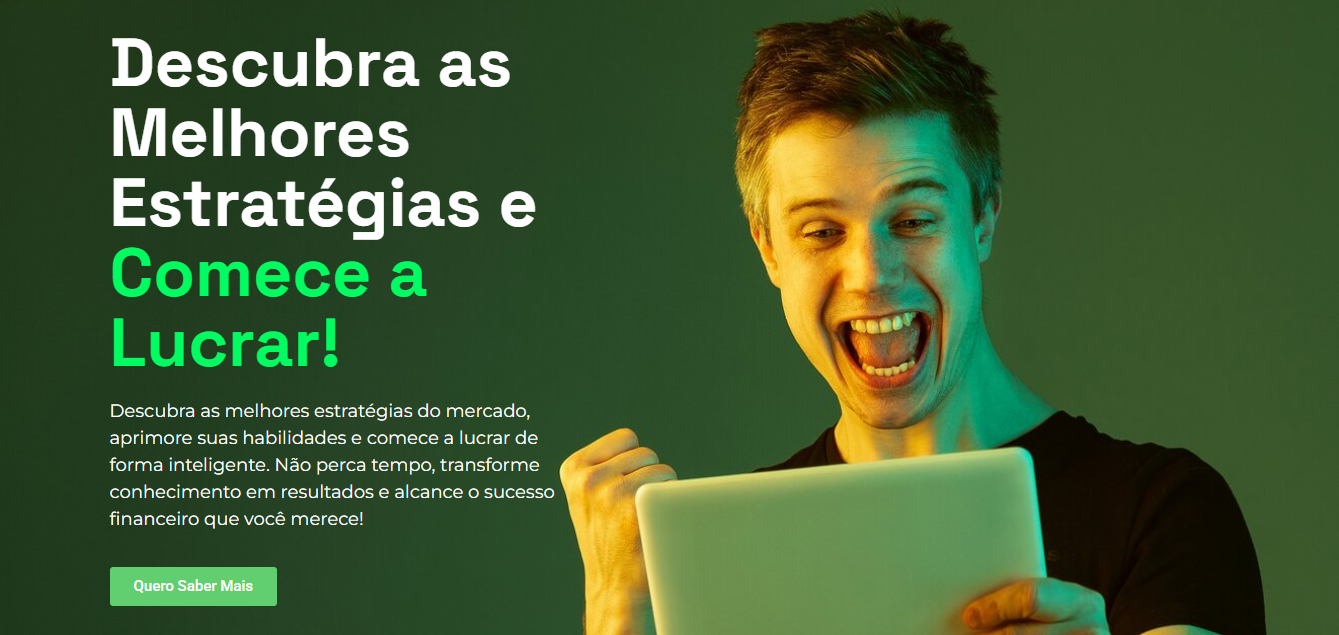 Descubra as
Melhores
Estratégias e
Comece a
Lucrar!
Descubra as melhores estratégias do mercado,
aprimore suas habilidades e comece a lucrar de
forma inteligente. Não perca tempo, transforme
conhecimento em resultados e alcance o sucesso
financeiro que você merece!
Quero Saber Mais